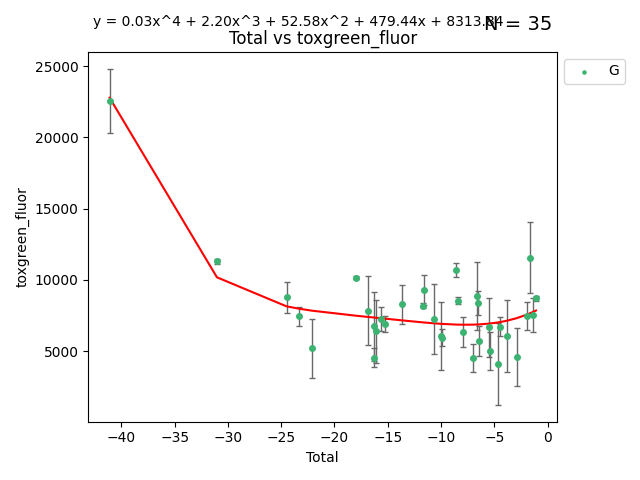 y = 0.03x^4 + 2.20x^3 + 52.58x^2 + 479.44x + 8313.84
N = 35
Total vs toxgreen_fluor
G
25000
20000
15000
10000
5000
toxgreen_fluor
−40 −35 −30 −25 −20 −15 −10 −5 0
Total